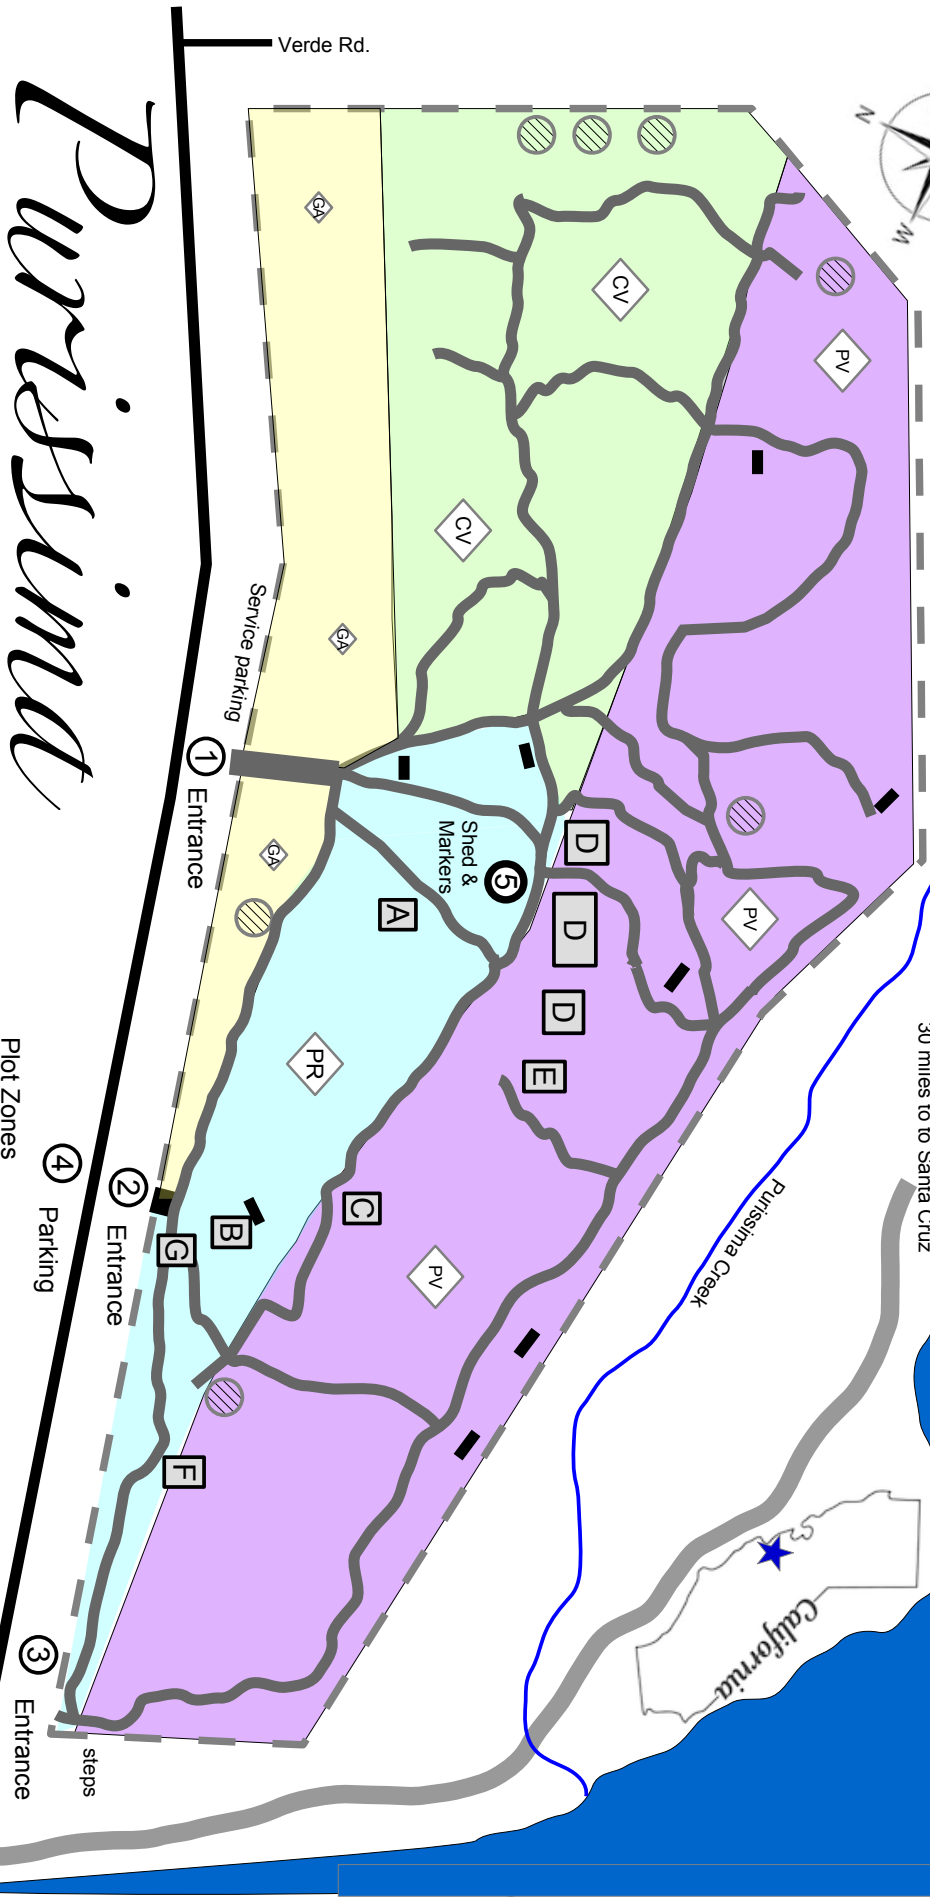 Verde Rd.
Purissima
N
W
GA
CV
PV
CV
GA
Service parking
1
Entrance
Shed &
Markers
5
GA
D
D
D
E
A
PV
PR
30 miles to to Santa Cruz
Purissima Creek
Plot Zones
4
Parking
2
Entrance
G
B
C
PV
F
California
3
Entrance
steps